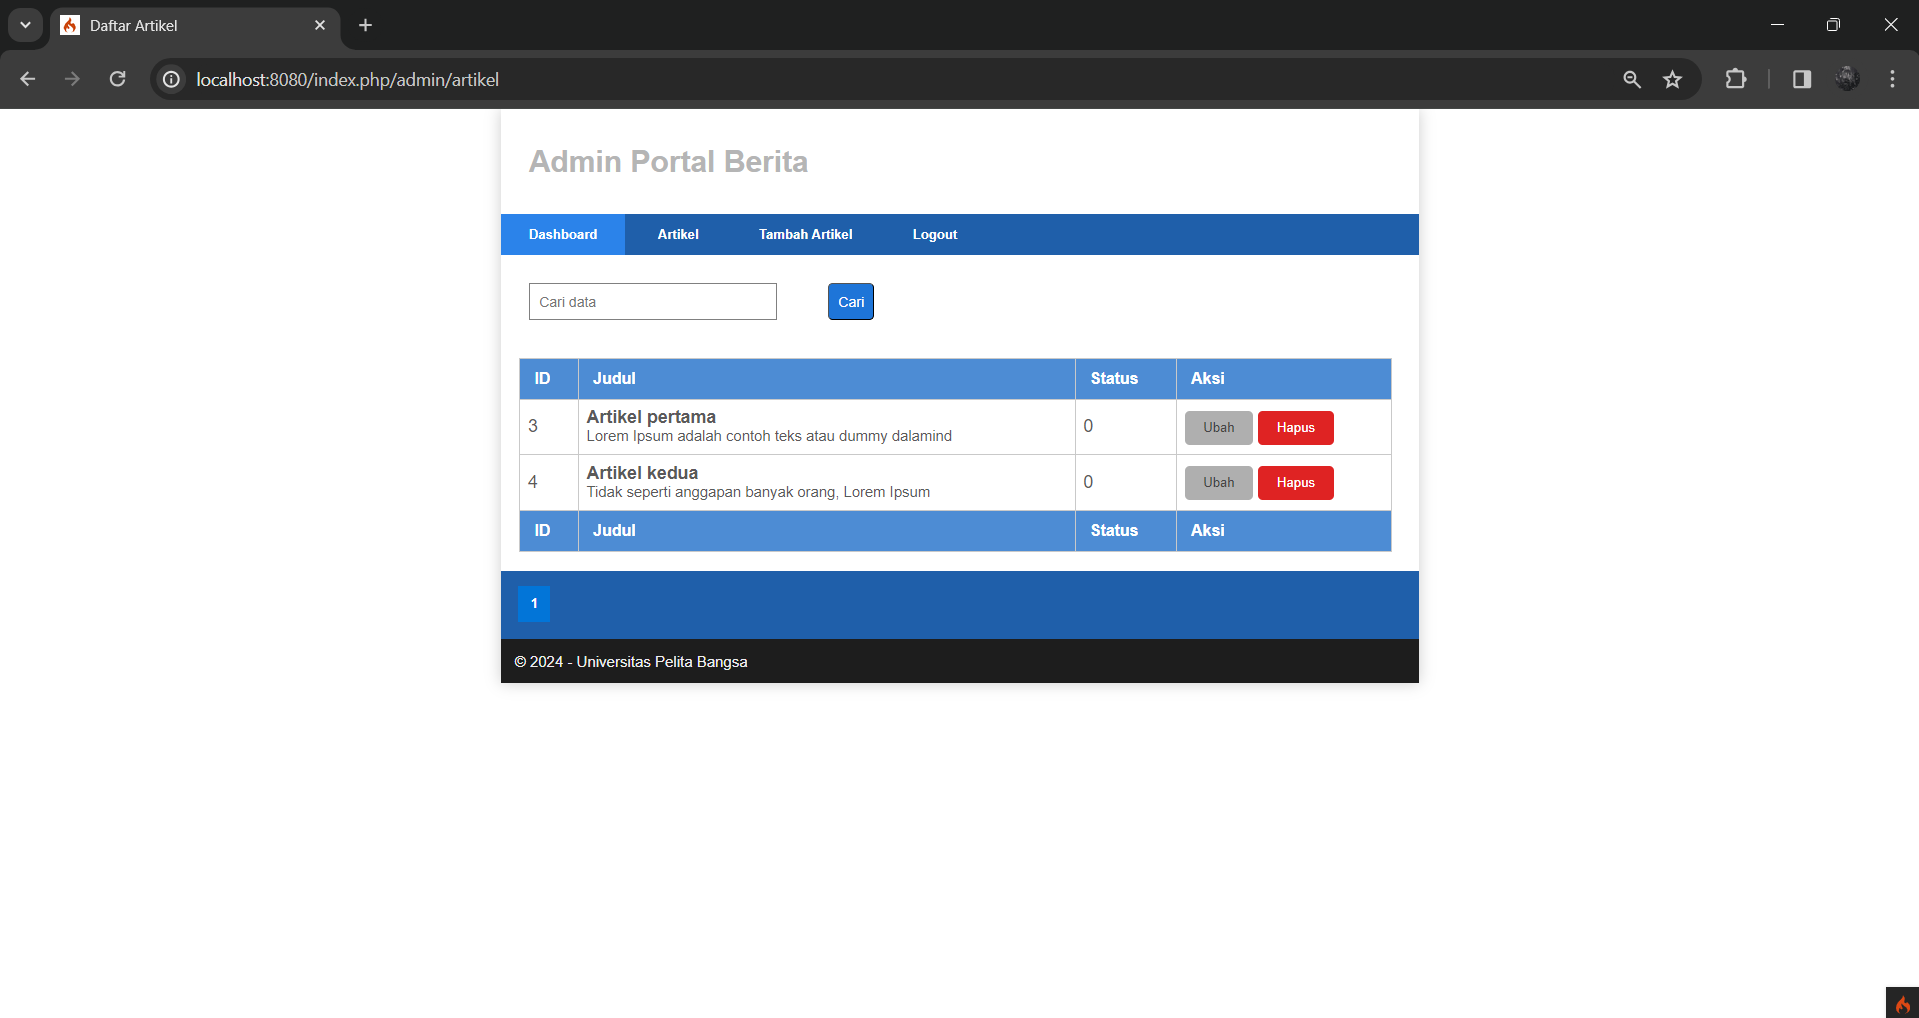 Daftar Artikel
localhost:8080/index.php/admin/artikel
Admin Portal Berita
Dashboard Artikel Tambah Artikel Logout
Cari data Cari
ID Judul Status Aksi
3 Artikel pertama 0 Ubah Hapus
Lorem Ipsum adalah contoh teks atau dummy dalamind
4 Artikel kedua 0 Ubah Hapus
Tidak seperti anggapan banyak orang, Lorem Ipsum
ID Judul Status Aksi
1
© 2024 - Universitas Pelita Bangsa